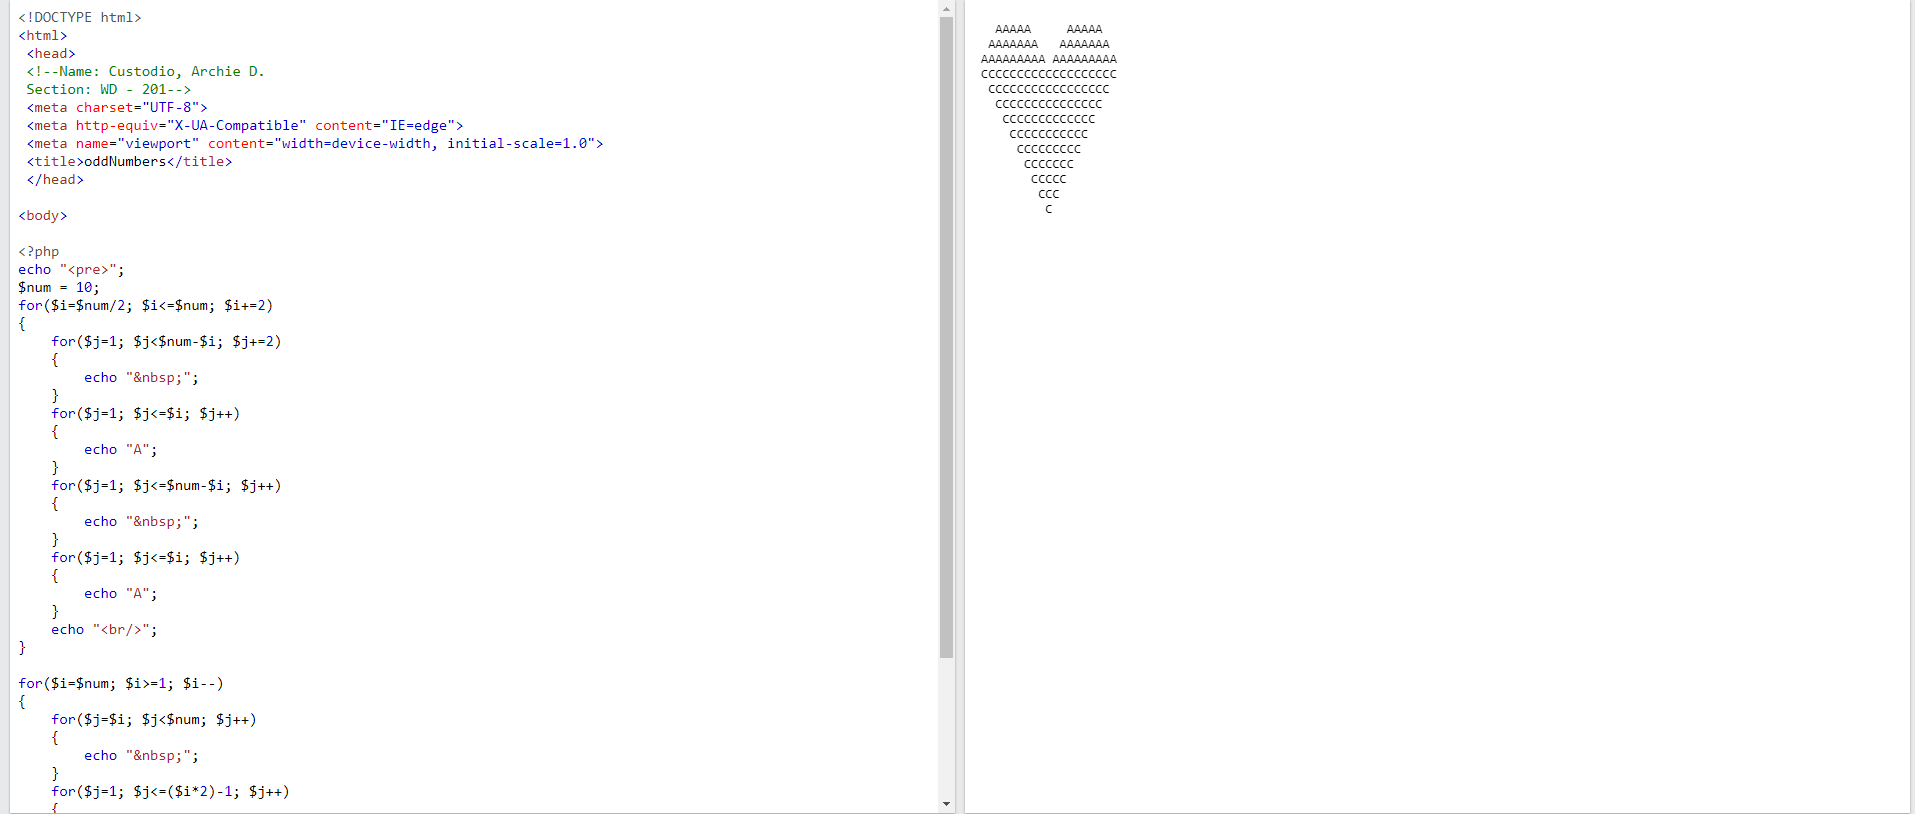 <!DOCTYPE html>
<html>
 <head>
 <!--Name: Custodio, Archie D.
 Section: WD - 201-->
 <meta charset="UTF-8">
 <meta http-equiv="X-UA-Compatible" content="IE=edge">
 <meta name="viewport" content="width=device-width, initial-scale=1.0">
 <title>oddNumbers</title>
 </head>

<body>

<?php
echo "<pre>";
$num = 10;
for($i=$num/2; $i<=$num; $i+=2)
{
    for($j=1; $j<$num-$i; $j+=2)
    {
        echo "&nbsp;";
    }
    for($j=1; $j<=$i; $j++)
    {
        echo "A";
    }
    for($j=1; $j<=$num-$i; $j++)
    {
        echo "&nbsp;";
    }
    for($j=1; $j<=$i; $j++)
    {
        echo "A";
    }
    echo "<br/>";
}

for($i=$num; $i>=1; $i--)
{
    for($j=$i; $j<$num; $j++)
    {
        echo "&nbsp;";
    }
    for($j=1; $j<=($i*2)-1; $j++)
    {
  AAAAA     AAAAA
 AAAAAAA   AAAAAAA
AAAAAAAAA AAAAAAAAA
CCCCCCCCCCCCCCCCCCC
 CCCCCCCCCCCCCCCCC
  CCCCCCCCCCCCCCC
   CCCCCCCCCCCCC
    CCCCCCCCCCC
     CCCCCCCCC
      CCCCCCC
       CCCCC
        CCC
         C